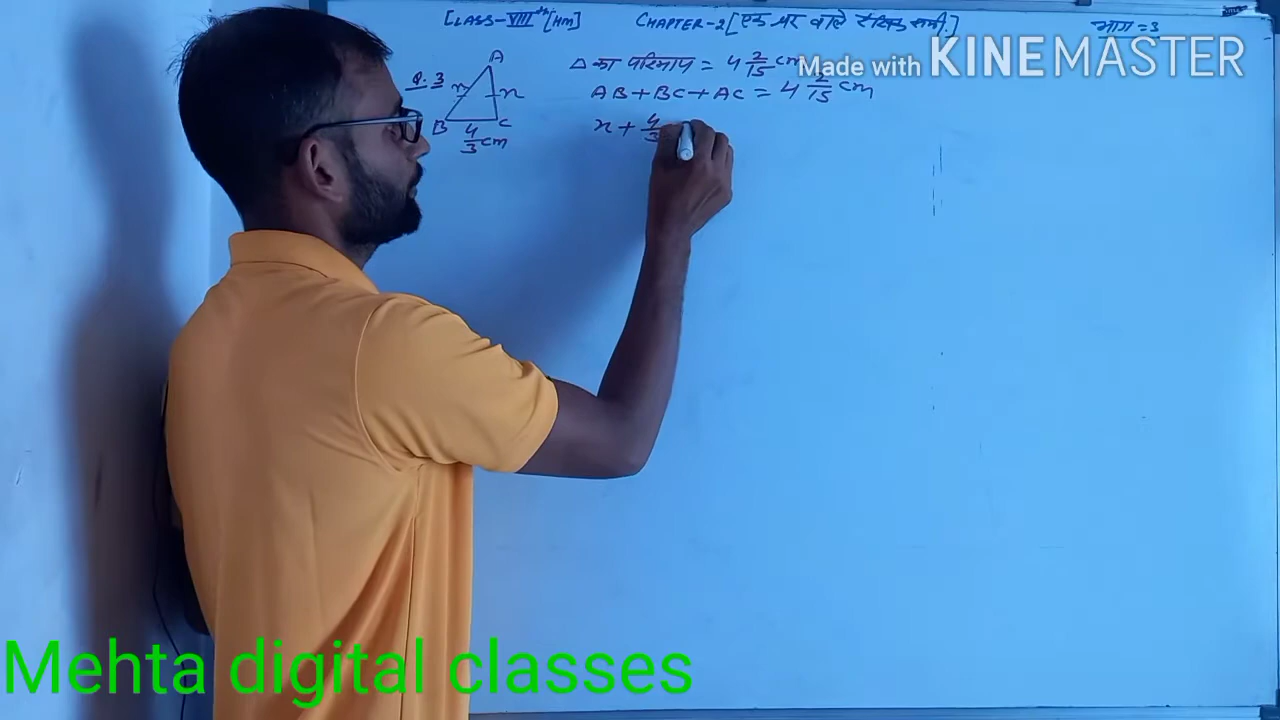 CLASS-VIIIth [HM] CHAPTER-2 [एक चर वाले रैखिक समी.] भाग = 3
Made with KINEMASTER
Q. 3
A
x
x
B
C
4/3 cm
Δ का परिमाप = 4 2/15 cm
AB + BC + AC = 4 2/15 cm
x + 4/3
Mehta digital classes